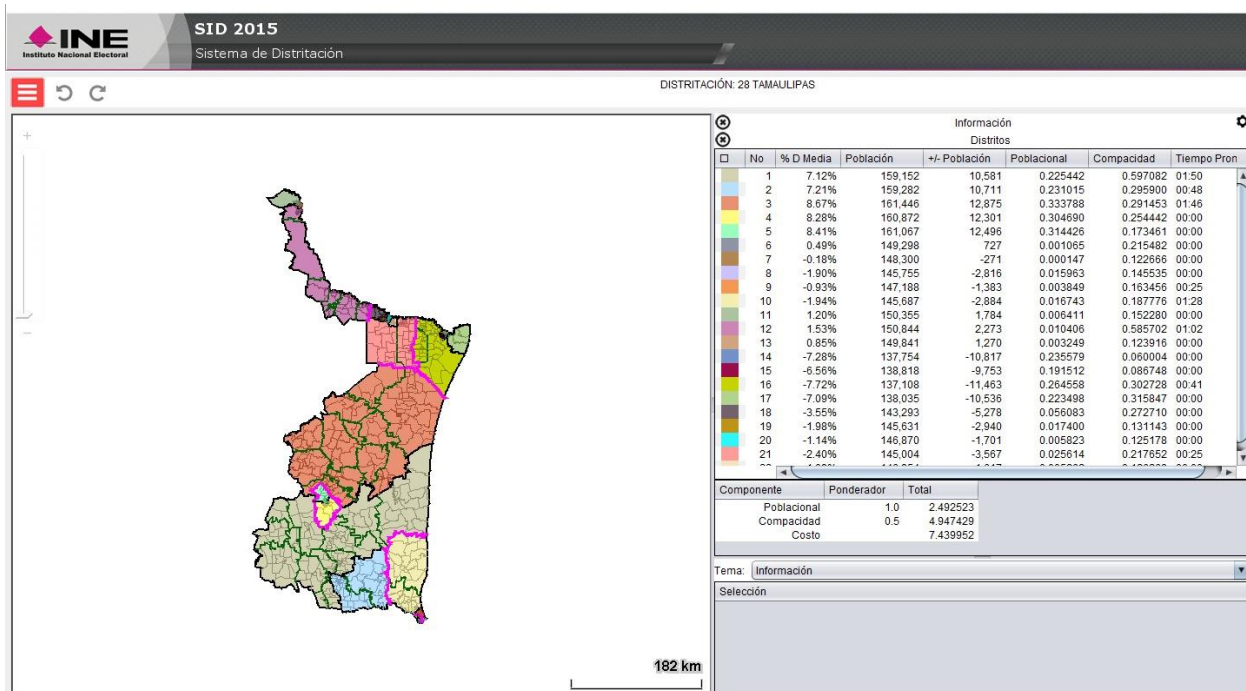 INE
Instituto Nacional Electoral
SID 2015
Sistema de Distritación
DISTRITACIÓN: 28 TAMAULIPAS
Información
Distritos
No % D Media Población +/- Población Poblacional Compacidad Tiempo Pron
1 7.12% 159,152 10,581 0.225442 0.597082 01:50
2 7.21% 159,282 10,711 0.231015 0.295900 00:48
3 8.67% 161,446 12,875 0.333788 0.291453 01:46
4 8.28% 160,872 12,301 0.304690 0.254442 00:00
5 8.41% 161,067 12,496 0.314426 0.173461 00:00
6 0.49% 149,298 727 0.001065 0.215482 00:00
7 -0.18% 148,300 -271 0.000147 0.122666 00:00
8 -1.90% 145,755 -2,816 0.015963 0.145535 00:00
9 -0.93% 147,188 -1,383 0.003849 0.163456 00:25
10 -1.94% 145,687 -2,884 0.016743 0.187776 01:28
11 1.20% 150,355 1,784 0.006411 0.152280 00:00
12 1.53% 150,844 2,273 0.010406 0.585702 01:02
13 0.85% 149,841 1,270 0.003249 0.123916 00:00
14 -7.28% 137,754 -10,817 0.235579 0.060004 00:00
15 -6.56% 138,818 -9,753 0.191512 0.086748 00:00
16 -7.72% 137,108 -11,463 0.264558 0.302728 00:41
17 -7.09% 138,035 -10,536 0.223498 0.315847 00:00
18 -3.55% 143,293 -5,278 0.056083 0.272710 00:00
19 -1.98% 145,631 -2,940 0.017400 0.131143 00:00
20 -1.14% 146,870 -1,701 0.005823 0.125178 00:00
21 -2.40% 145,004 -3,567 0.025614 0.217652 00:25
Componente Ponderador Total
Poblacional 1.0 2.492523
Compacidad 0.5 4.947429
Costo 7.439952
Tema: Información
Selección
182 km